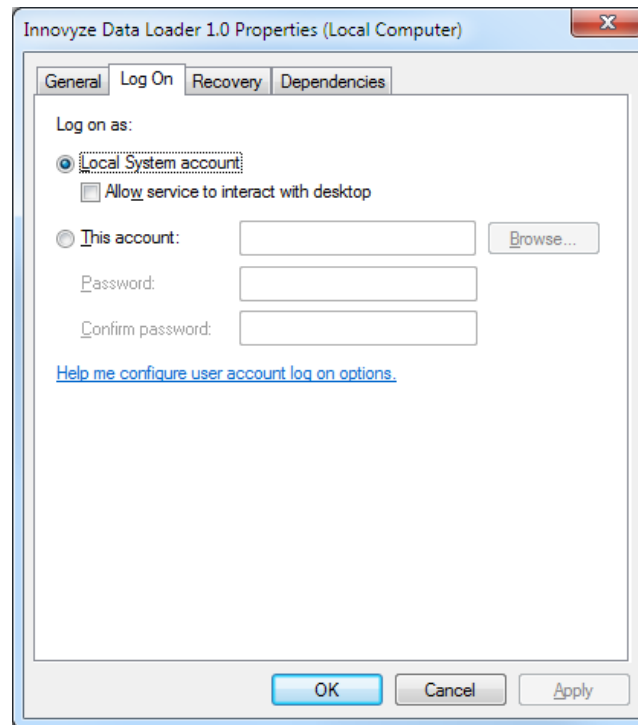 Innovyze Data Loader 1.0 Properties (Local Computer)
General Log On Recovery Dependencies
Log on as:
Local System account
Allow service to interact with desktop
This account:
Browse...
Password:
Confirm password:
Help me configure user account log on options.
OK Cancel Apply